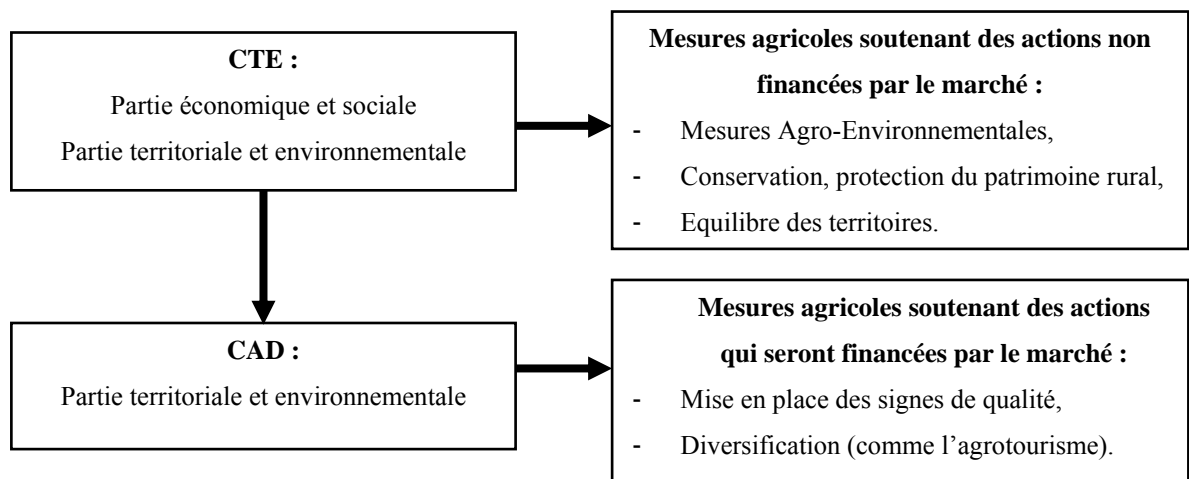 CTE :
Partie économique et sociale
Partie territoriale et environnementale
Mesures agricoles soutenant des actions non
financées par le marché :
- Mesures Agro-Environnementales,
- Conservation, protection du patrimoine rural,
- Equilibre des territoires.
CAD :
Partie territoriale et environnementale
Mesures agricoles soutenant des actions
qui seront financées par le marché :
- Mise en place des signes de qualité,
- Diversification (comme l’agrotourisme).